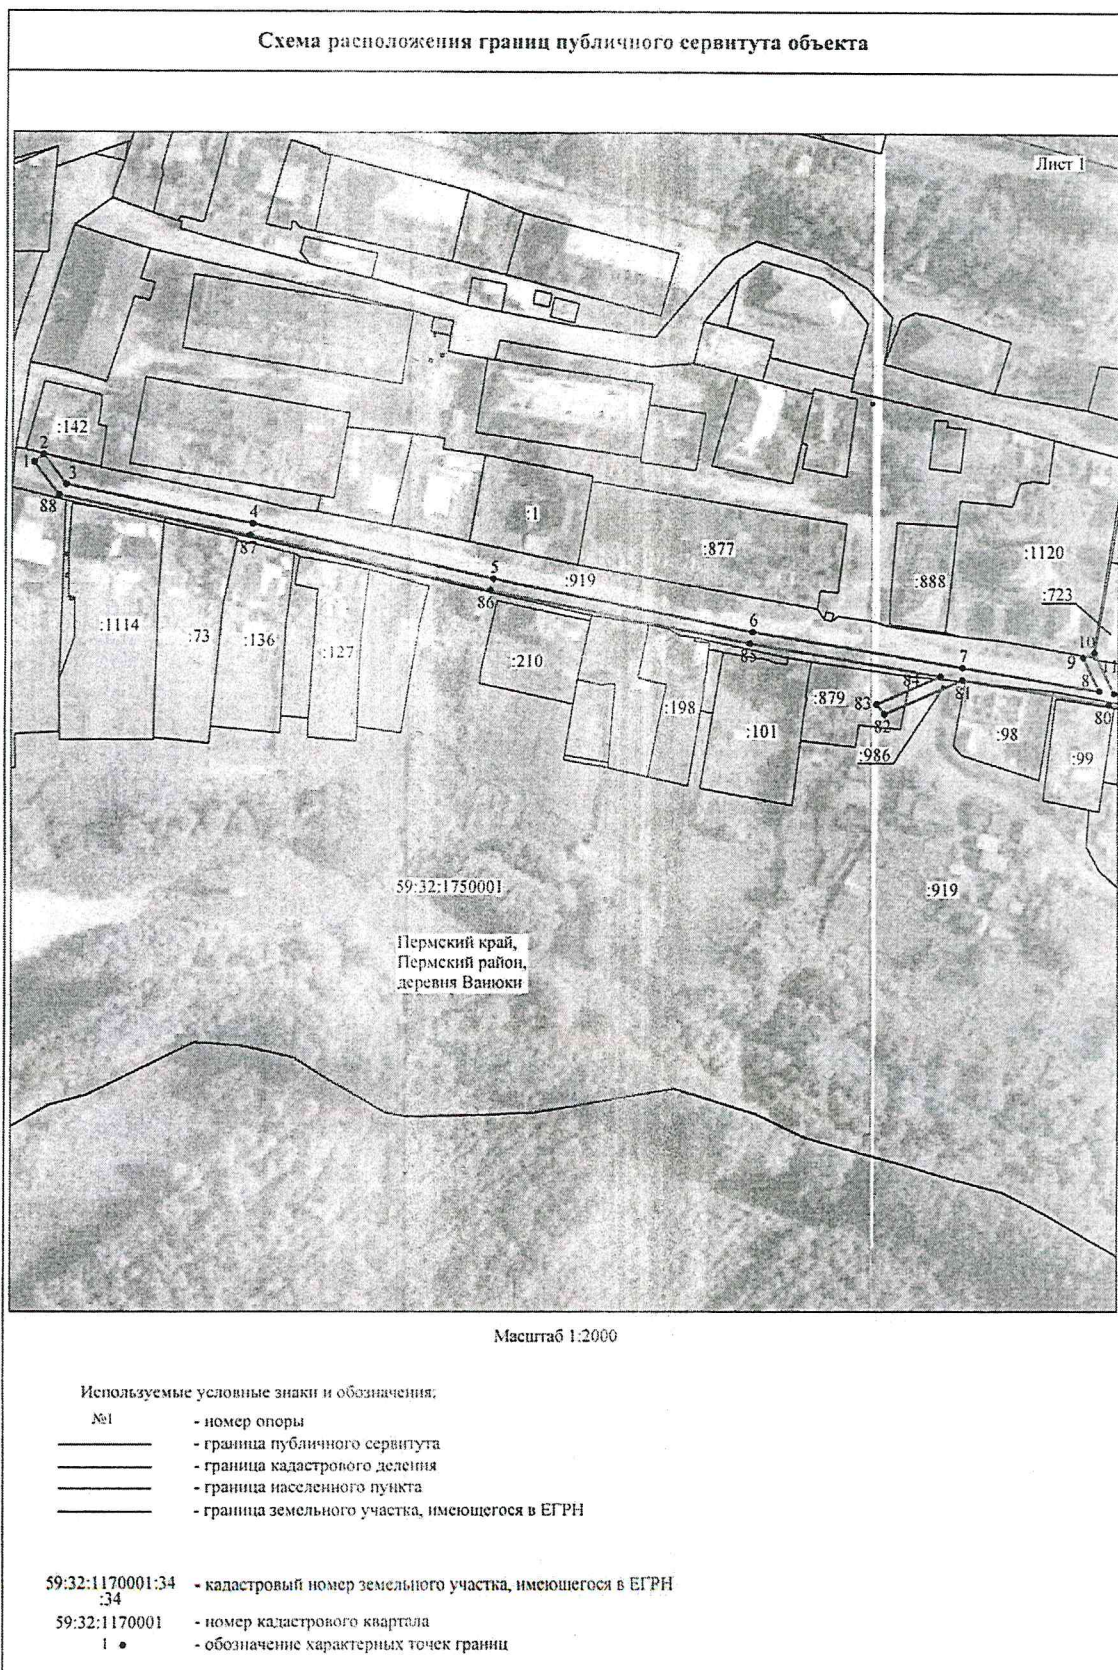 Схема расположения границ публичного сервитута объекта
Лист 1
:142
2
1
3
88
4
87
:1
:877
:888
:1120
:723
5
:919
86
6
85
7
10
9
11
8
84
81
80
83
82
:1114
:73
:136
:127
:210
:198
:101
:879
:986
:98
:99
59:32:1750001
:919
Пермский край,
Пермский район,
деревня Ванюки
Масштаб 1:2000
Используемые условные знаки и обозначения:
№1 - номер опоры
- граница публичного сервитута
- граница кадастрового деления
- граница населенного пункта
- граница земельного участка, имеющегося в ЕГРН
59:32:1170001:34 - кадастровый номер земельного участка, имеющегося в ЕГРН
:34
59:32:1170001 - номер кадастрового квартала
1 • - обозначение характерных точек границ